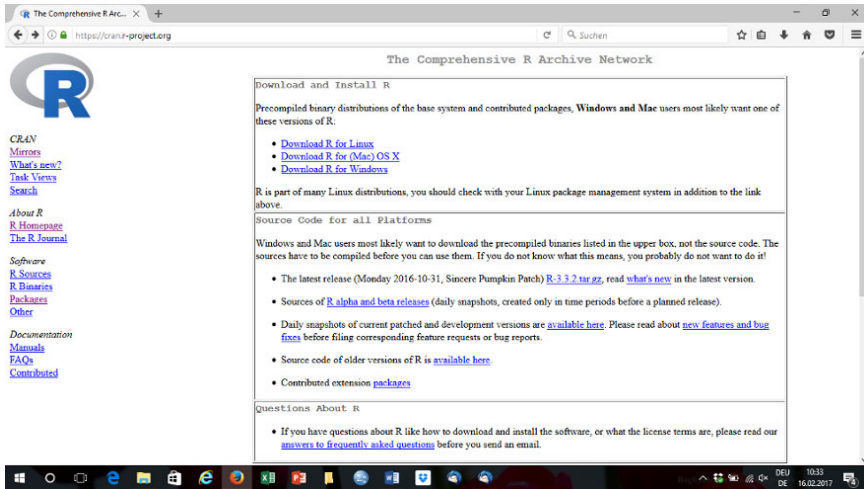 The Comprehensive R Arc...
https://cran.r-project.org
Suchen
R
CRAN
Mirrors
What's new?
Task Views
Search
About R
R Homepage
The R Journal
Software
R Sources
R Binaries
Packages
Other
Documentation
Manuals
FAQs
Contributed
The Comprehensive R Archive Network
Download and Install R
Precompiled binary distributions of the base system and contributed packages, Windows and Mac users most likely want one of
these versions of R:
• Download R for Linux
• Download R for (Mac) OS X
• Download R for Windows
R is part of many Linux distributions, you should check with your Linux package management system in addition to the link
above.
Source Code for all Platforms
Windows and Mac users most likely want to download the precompiled binaries listed in the upper box, not the source code. The
sources have to be compiled before you can use them. If you do not know what this means, you probably do not want to do it!
• The latest release (Monday 2016-10-31, Sincere Pumpkin Patch) R-3.3.2.tar.gz, read what's new in the latest version.
• Sources of R alpha and beta releases (daily snapshots, created only in time periods before a planned release).
• Daily snapshots of current patched and development versions are available here. Please read about new features and bug
fixes before filing corresponding feature requests or bug reports.
• Source code of older versions of R is available here.
• Contributed extension packages
Questions About R
• If you have questions about R like how to download and install the software, or what the license terms are, please read our
answers to frequently asked questions before you send an email.
DEU 10:33
DE 16.02.2017